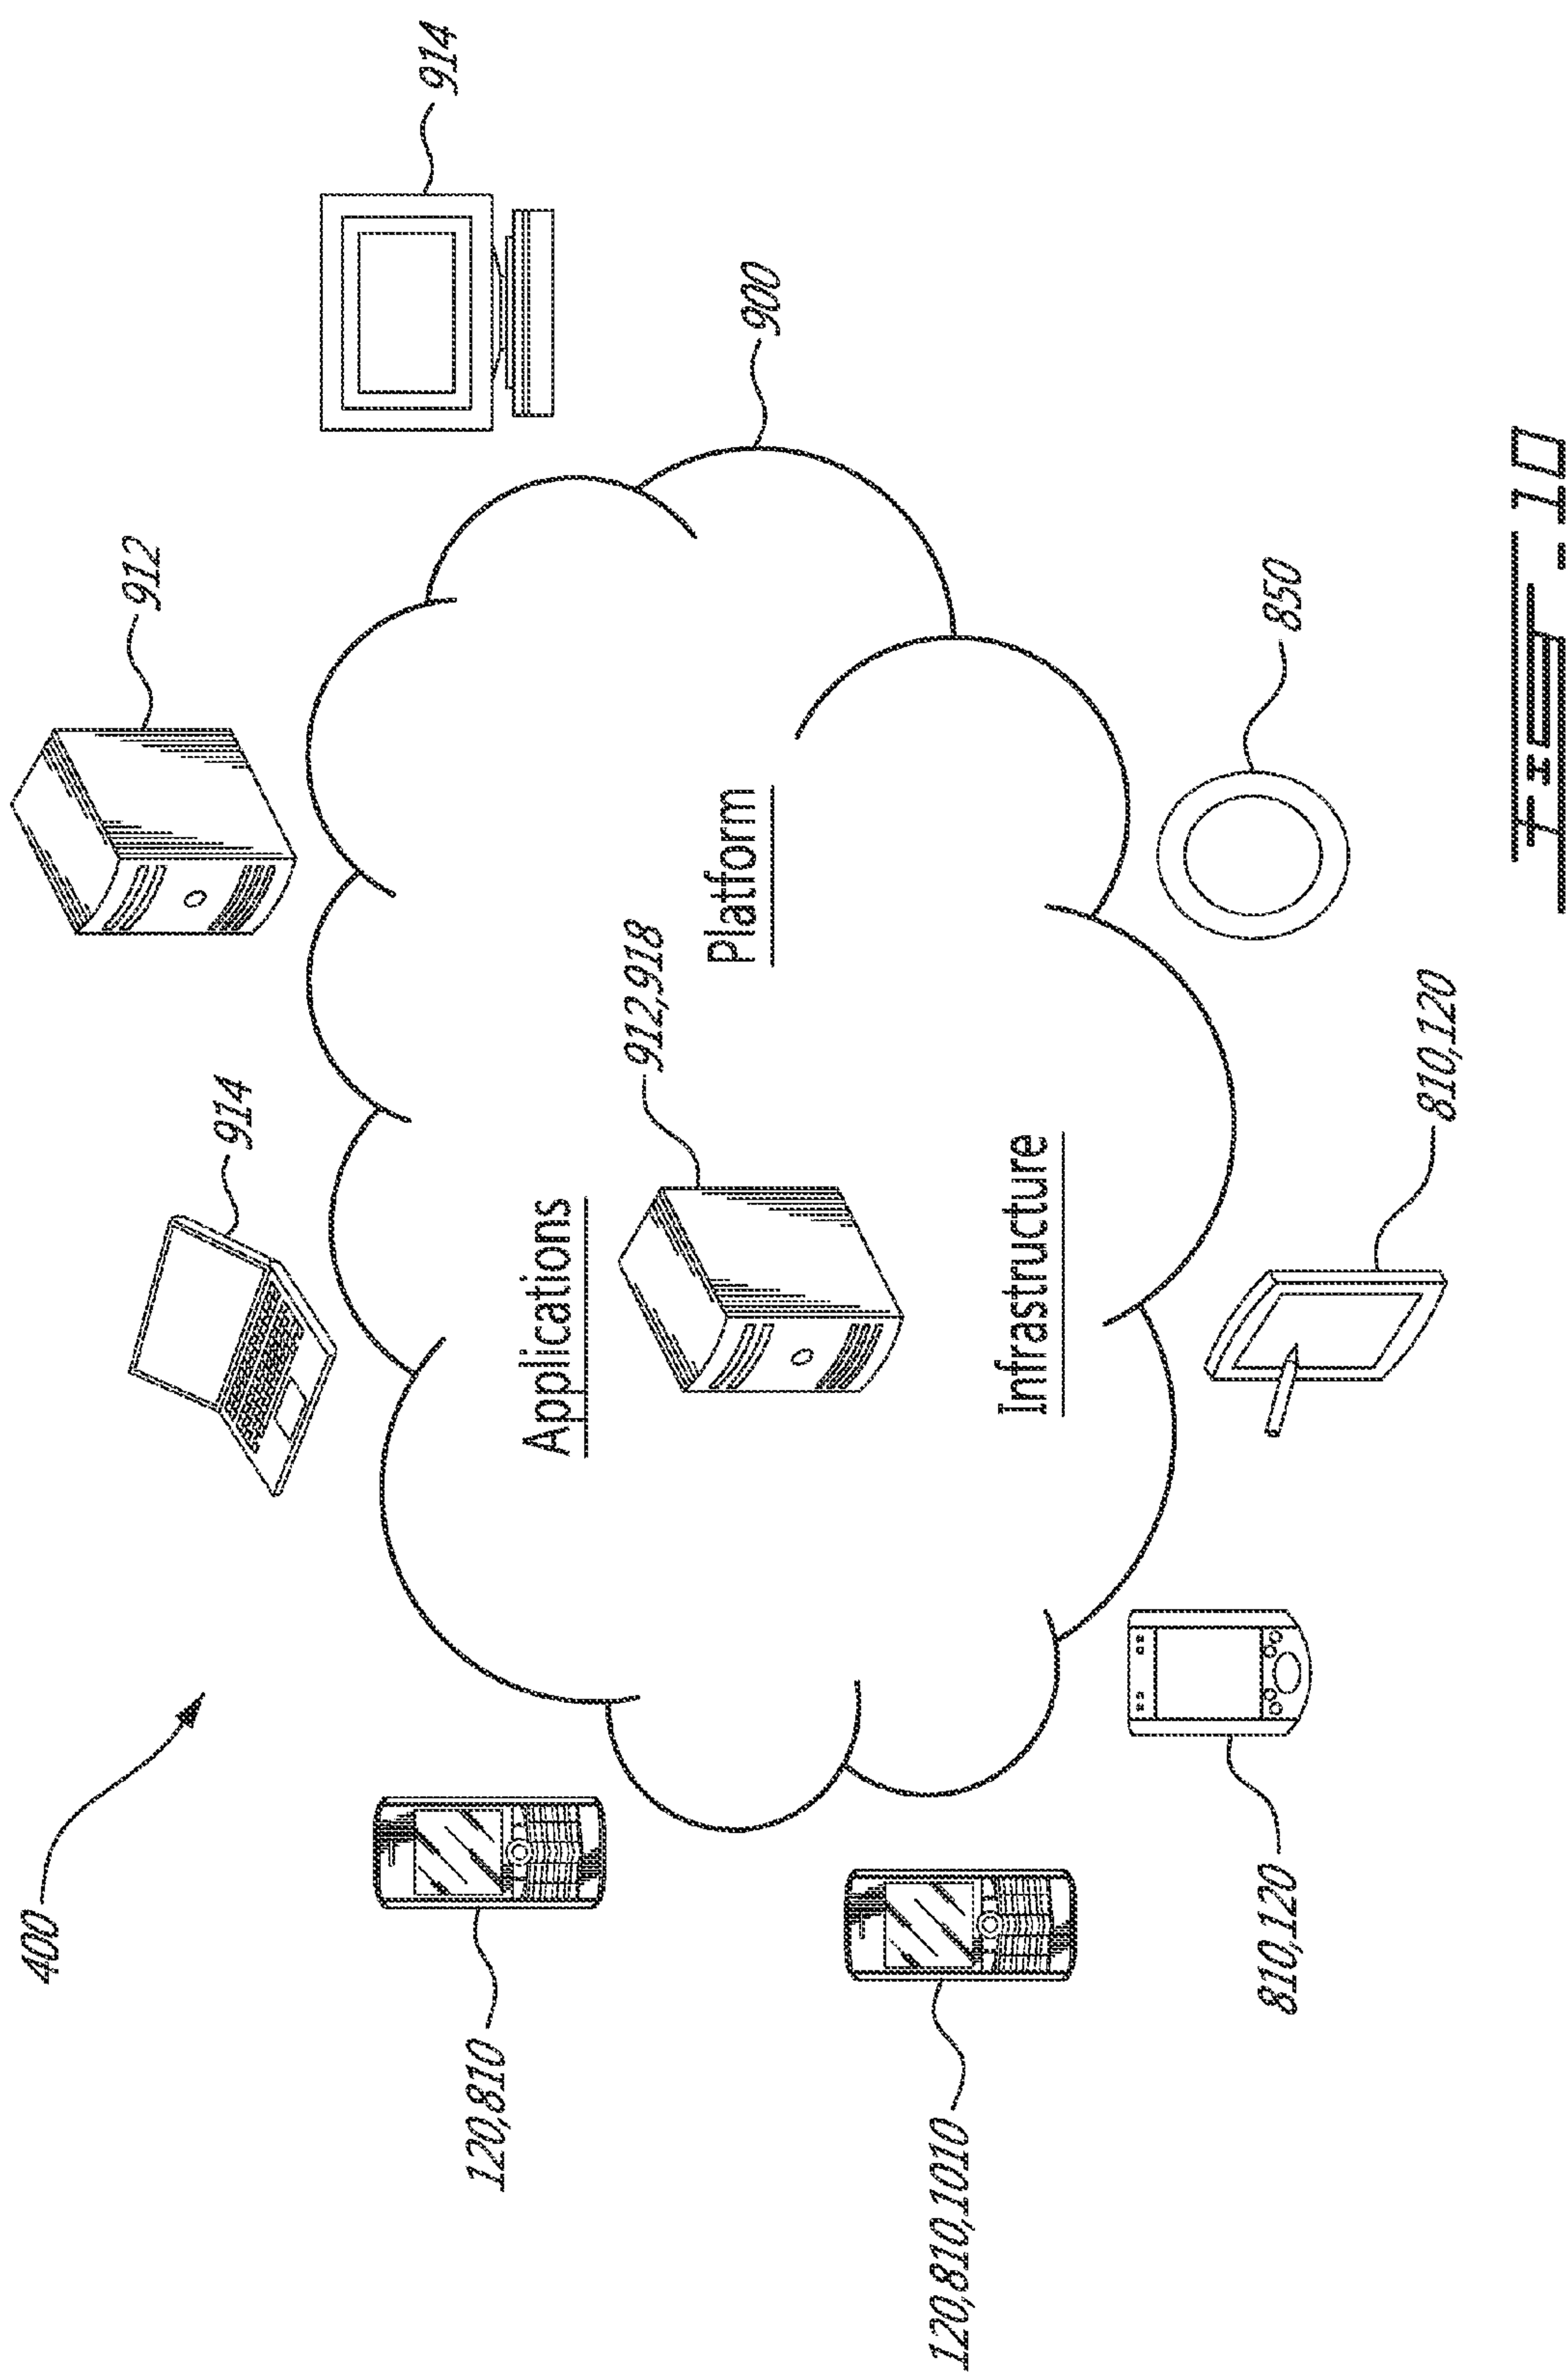 400
914
912
914
120,810
Applications
912,918
Platform
900
Infrastructure
120,810,1010
810,120
810,120
850
FIG. 10